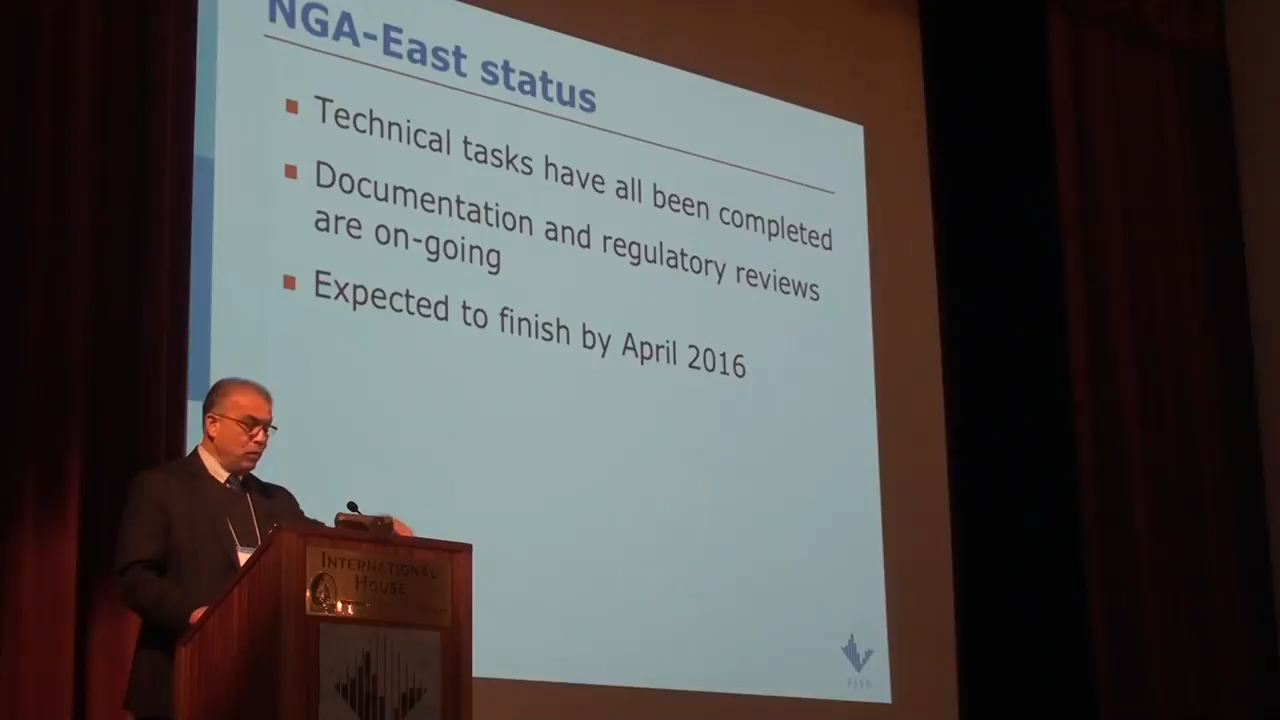 NGA-East status
Technical tasks have all been completed
Documentation and regulatory reviews
are on-going
Expected to finish by April 2016
INTERNATIONAL
HOUSE